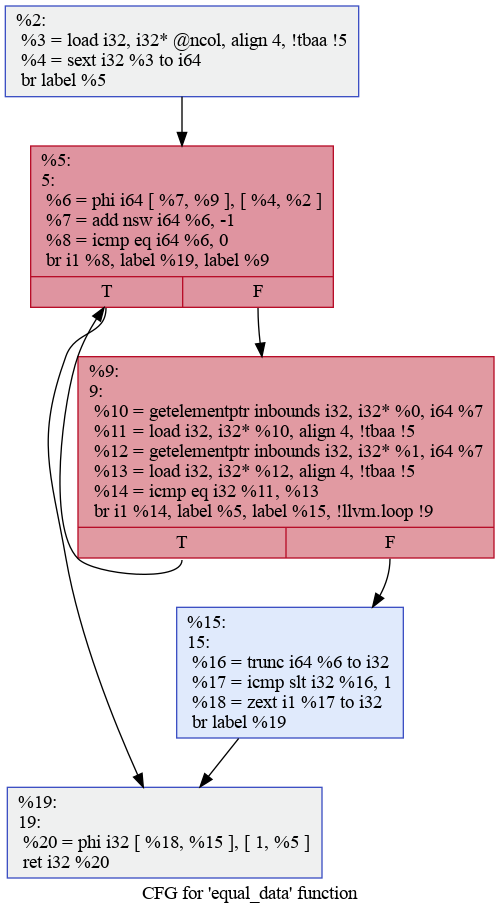 %2:
%3 = load i32, i32* @ncol, align 4, !tbaa !5
%4 = sext i32 %3 to i64
br label %5
%5:
5:
%6 = phi i64 [ %7, %9 ], [ %4, %2 ]
%7 = add nsw i64 %6, -1
%8 = icmp eq i64 %6, 0
br i1 %8, label %19, label %9
T F
%9:
9:
%10 = getelementptr inbounds i32, i32* %0, i64 %7
%11 = load i32, i32* %10, align 4, !tbaa !5
%12 = getelementptr inbounds i32, i32* %1, i64 %7
%13 = load i32, i32* %12, align 4, !tbaa !5
%14 = icmp eq i32 %11, %13
br i1 %14, label %5, label %15, !llvm.loop !9
T F
%15:
15:
%16 = trunc i64 %6 to i32
%17 = icmp slt i32 %16, 1
%18 = zext i1 %17 to i32
br label %19
%19:
19:
%20 = phi i32 [ %18, %15 ], [ 1, %5 ]
ret i32 %20
CFG for 'equal_data' function